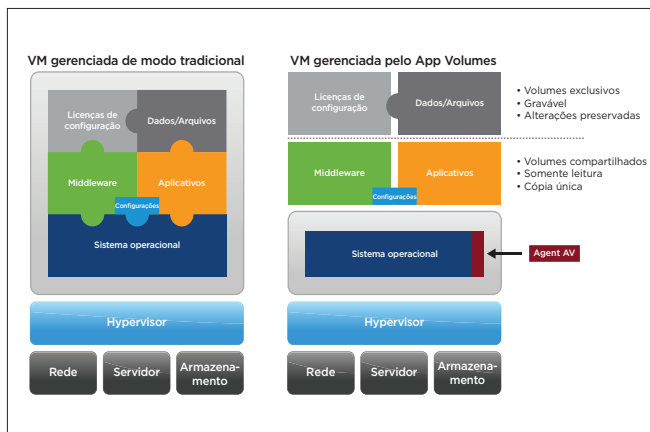 VM gerenciada de modo tradicional
Licenças de
configuração
Dados/Arquivos
Middleware
Aplicativos
Configurações
Sistema operacional
Hypervisor
Rede
Servidor
Armazena-
mento
VM gerenciada pelo App Volumes
Licenças de
configuração
Dados/Arquivos
• Volumes exclusivos
• Gravável
• Alterações preservadas
Middleware
Aplicativos
Configurações
• Volumes compartilhados
• Somente leitura
• Cópia única
Sistema operacional
Agent AV
Hypervisor
Rede
Servidor
Armazena-
mento